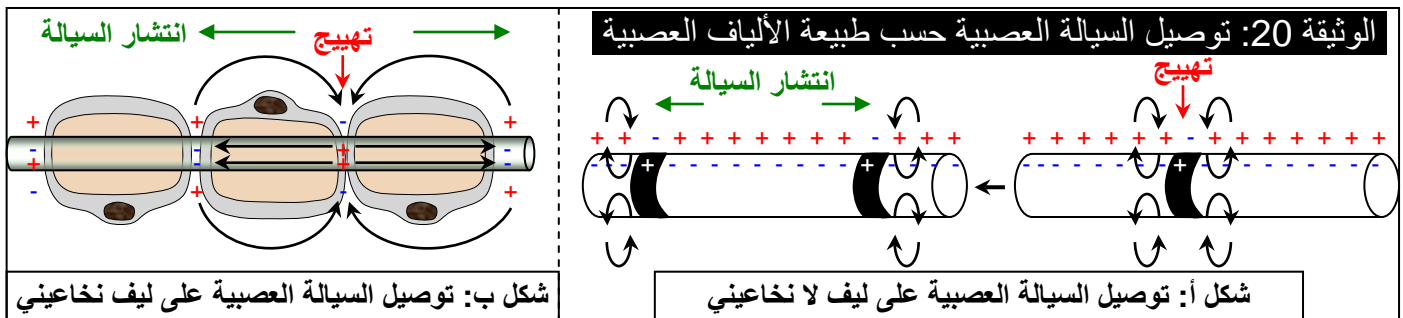 الوثيقة 20: توصيل السيالة العصبية حسب طبيعة الألياف العصبية
تهييج
انتشار السيالة
+ + - + + + + + + + - + + + +
+ + + + + + - + + + + + + + +
شكل أ: توصيل السيالة العصبية على ليف لا نخاعيني
انتشار السيالة
تهييج
شكل ب: توصيل السيالة العصبية على ليف نخاعيني